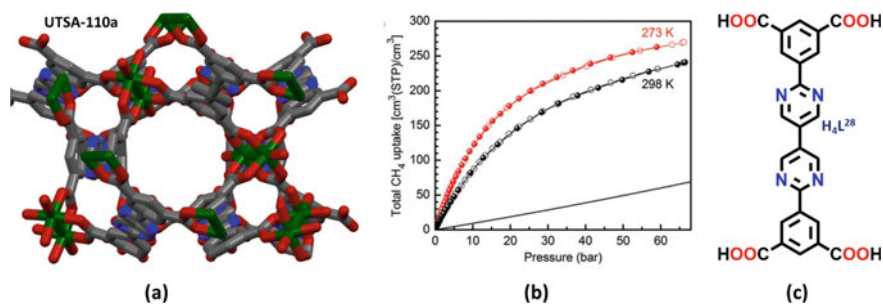 UTSA-110a
(a)
Total CH₄ uptake [cm³(STP)/cm³]
300
250
200
150
100
50
0
273 K
298 K
0 10 20 30 40 50 60
Pressure (bar)
(b)
HOOC COOH
N N
H₄L²⁸
N N
HOOC COOH
(c)